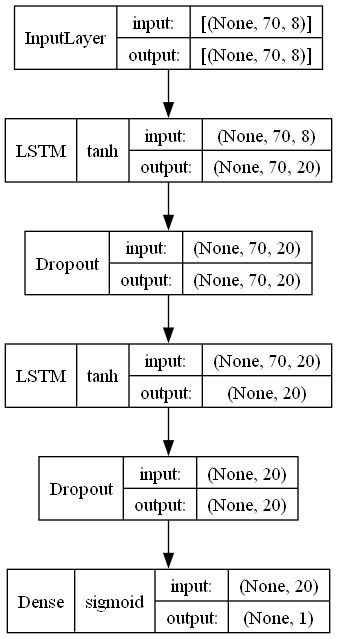 InputLayer input: [(None, 70, 8)]
output: [(None, 70, 8)]
LSTM tanh input: (None, 70, 8)
output: (None, 70, 20)
Dropout input: (None, 70, 20)
output: (None, 70, 20)
LSTM tanh input: (None, 70, 20)
output: (None, 20)
Dropout input: (None, 20)
output: (None, 20)
Dense sigmoid input: (None, 20)
output: (None, 1)